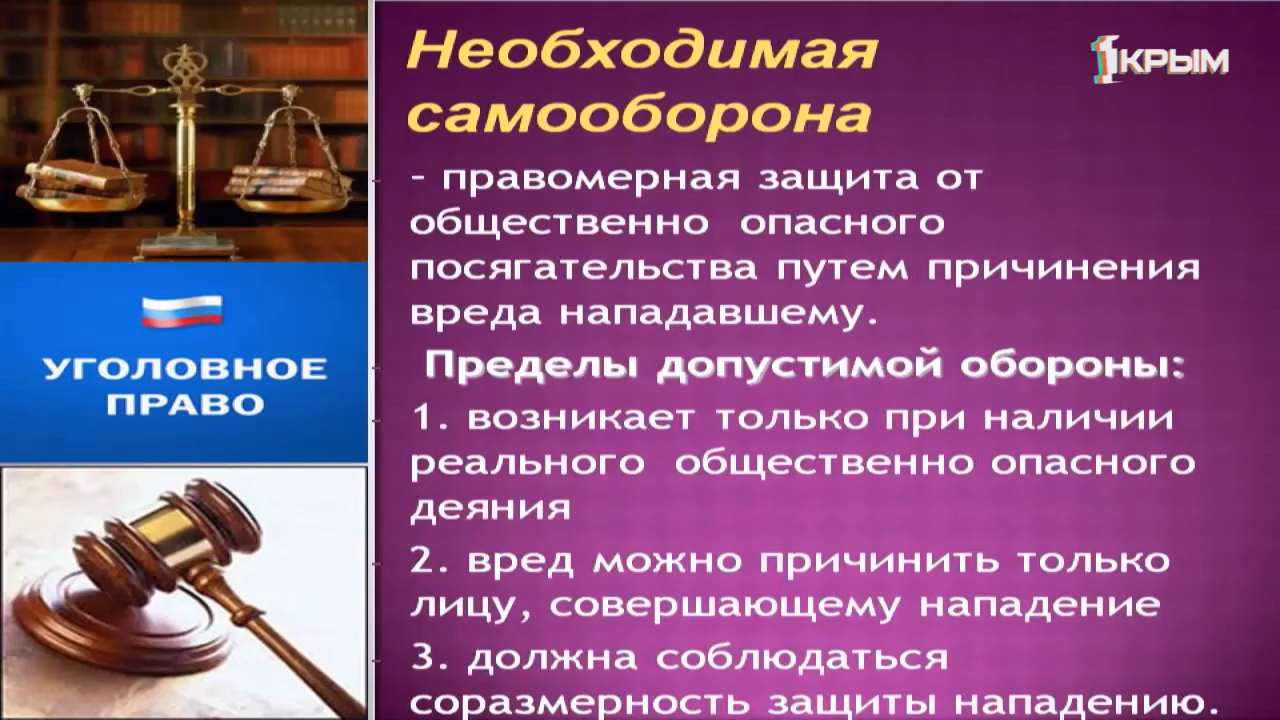 Необходимая
самооборона
1КРЫМ
- правомерная защита от
общественно опасного
посягательства путем причинения
вреда нападавшему.
Пределы допустимой обороны:
1. возникает только при наличии
реального общественно опасного
деяния
2. вред можно причинить только
лицу, совершающему нападение
3. должна соблюдаться
соразмерность защиты нападению.
УГОЛОВНОЕ
ПРАВО